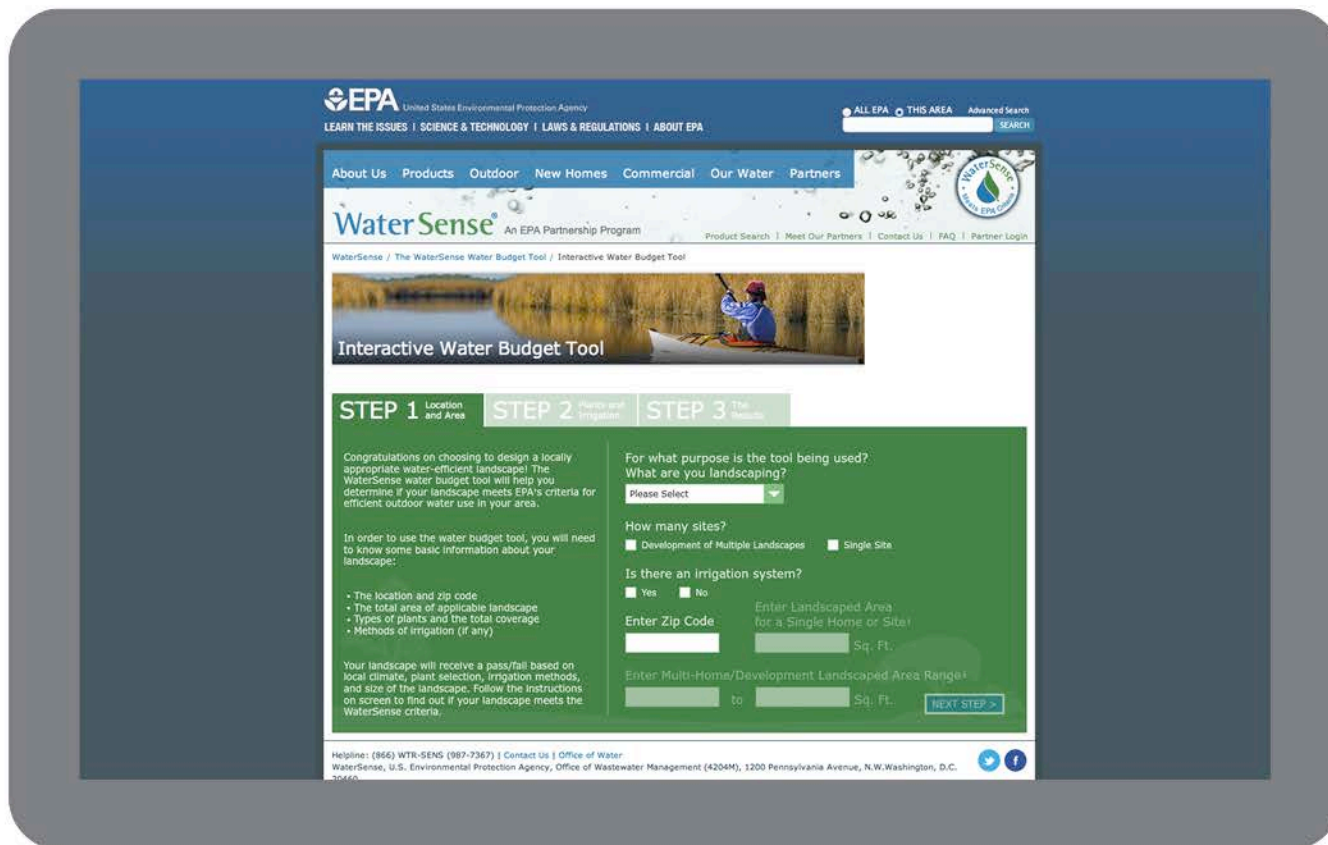 EPA United States Environmental Protection Agency
ALL EPA THIS AREA Advanced Search
LEARN THE ISSUES | SCIENCE & TECHNOLOGY | LAWS & REGULATIONS | ABOUT EPA
SEARCH
About Us Products Outdoor New Homes Commercial Our Water Partners
WaterSense
Meets EPA Criteria
WaterSense® An EPA Partnership Program
Product Search | Meet Our Partners | Contact Us | FAQ | Partner Login
WaterSense / The WaterSense Water Budget Tool / Interactive Water Budget Tool
Interactive Water Budget Tool
STEP 1 Location and Area
STEP 2 Plants and Irrigation
STEP 3 The Results
Congratulations on choosing to design a locally
appropriate water-efficient landscape! The
WaterSense water budget tool will help you
determine if your landscape meets EPA's criteria for
efficient outdoor water use in your area.
In order to use the water budget tool, you will need
to know some basic information about your
landscape:
• The location and zip code
• The total area of applicable landscape
• Types of plants and the total coverage
• Methods of irrigation (if any)
Your landscape will receive a pass/fail based on
local climate, plant selection, irrigation methods,
and size of the landscape. Follow the instructions
on screen to find out if your landscape meets the
WaterSense criteria.
For what purpose is the tool being used?
What are you landscaping?
Please Select
How many sites?
Development of Multiple Landscapes Single Site
Is there an irrigation system?
Yes No
Enter Zip Code
Enter Landscaped Area
for a Single Home or Site:
Sq. Ft.
Enter Multi-Home/Development Landscaped Area Range:
to Sq. Ft.
NEXT STEP >
Helpline: (866) WTR-SENS (987-7367) | Contact Us | Office of Water
WaterSense, U.S. Environmental Protection Agency, Office of Wastewater Management (4204M), 1200 Pennsylvania Avenue, N.W.Washington, D.C.
20460